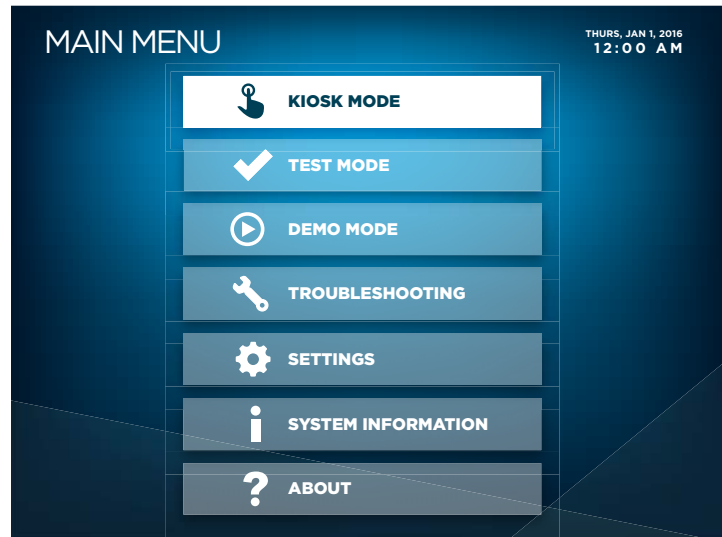 MAIN MENU
THURS, JAN 1, 2016
12:00 AM
KIOSK MODE
TEST MODE
DEMO MODE
TROUBLESHOOTING
SETTINGS
SYSTEM INFORMATION
ABOUT